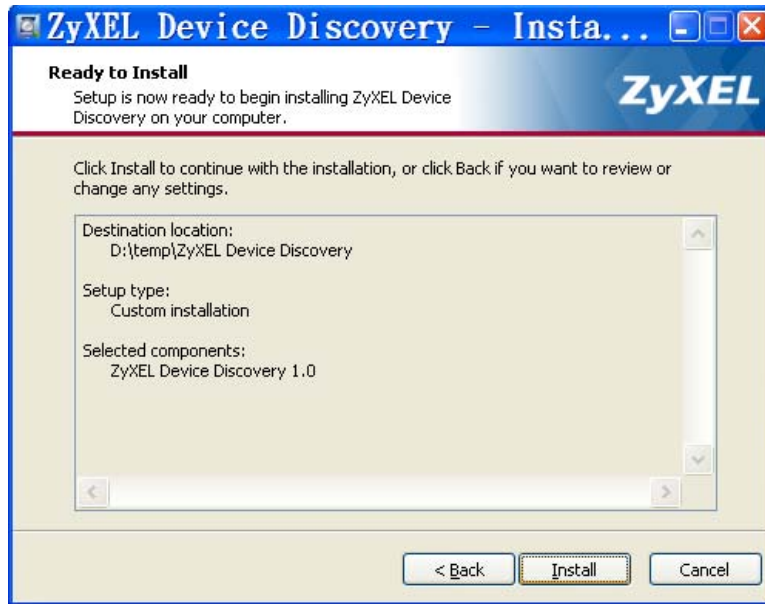 ZyXEL Device Discovery - Insta...
Ready to Install
Setup is now ready to begin installing ZyXEL Device
Discovery on your computer.
ZyXEL
Click Install to continue with the installation, or click Back if you want to review or
change any settings.
Destination location:
D:\temp\ZyXEL Device Discovery
Setup type:
Custom installation
Selected components:
ZyXEL Device Discovery 1.0
< Back
Install
Cancel